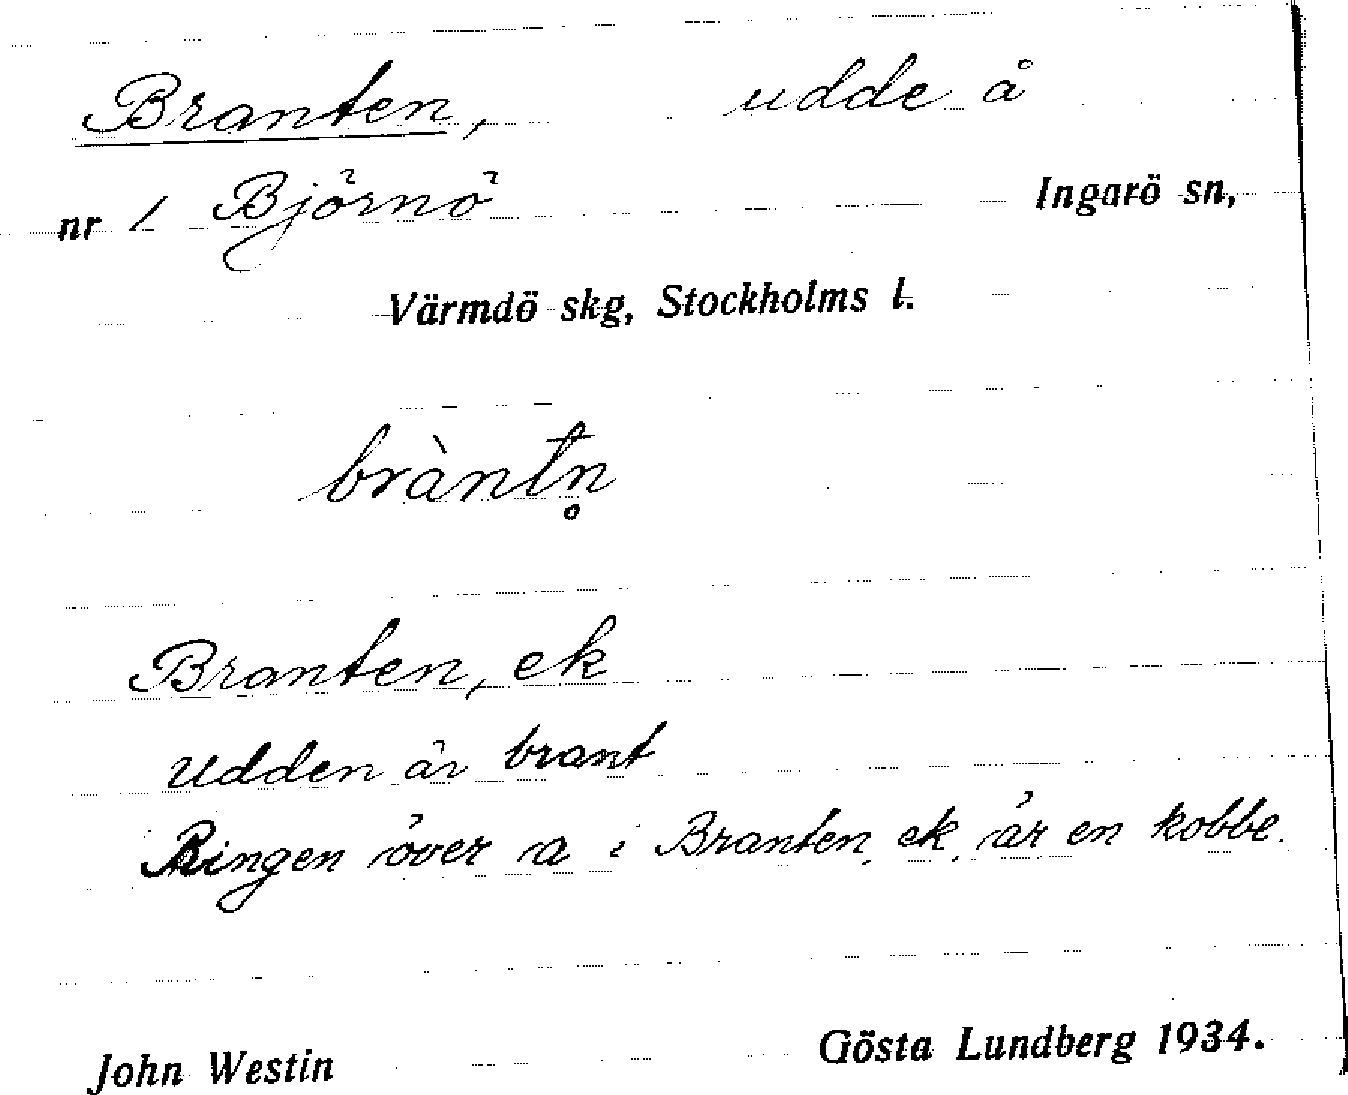 Branten, udde å
nr 1 Björnö Ingarö sn,
Värmdö skg, Stockholms l.
bràntn̥
Branten, ek
Udden är brant
Ringen över a i Branten, ek, är en kobbe.
John Westin Gösta Lundberg 1934.